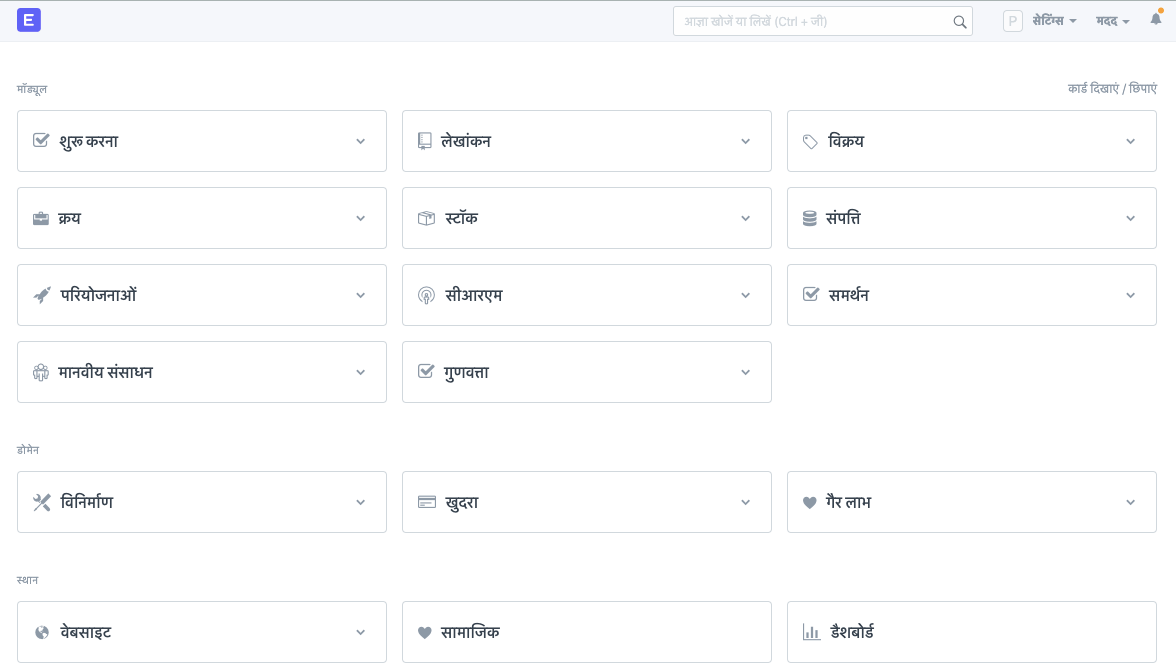 E
आज्ञा खोजें या लिखें (Ctrl + जी)
P
सेटिंग्स
मदद
मॉड्यूल
कार्ड दिखाएं / छिपाएं
शुरू करना
लेखांकन
विक्रय
क्रय
स्टॉक
संपत्ति
परियोजनाओं
सीआरएम
समर्थन
मानवीय संसाधन
गुणवत्ता
डोमेन
विनिर्माण
खुदरा
गैर लाभ
स्थान
वेबसाइट
सामाजिक
डैशबोर्ड